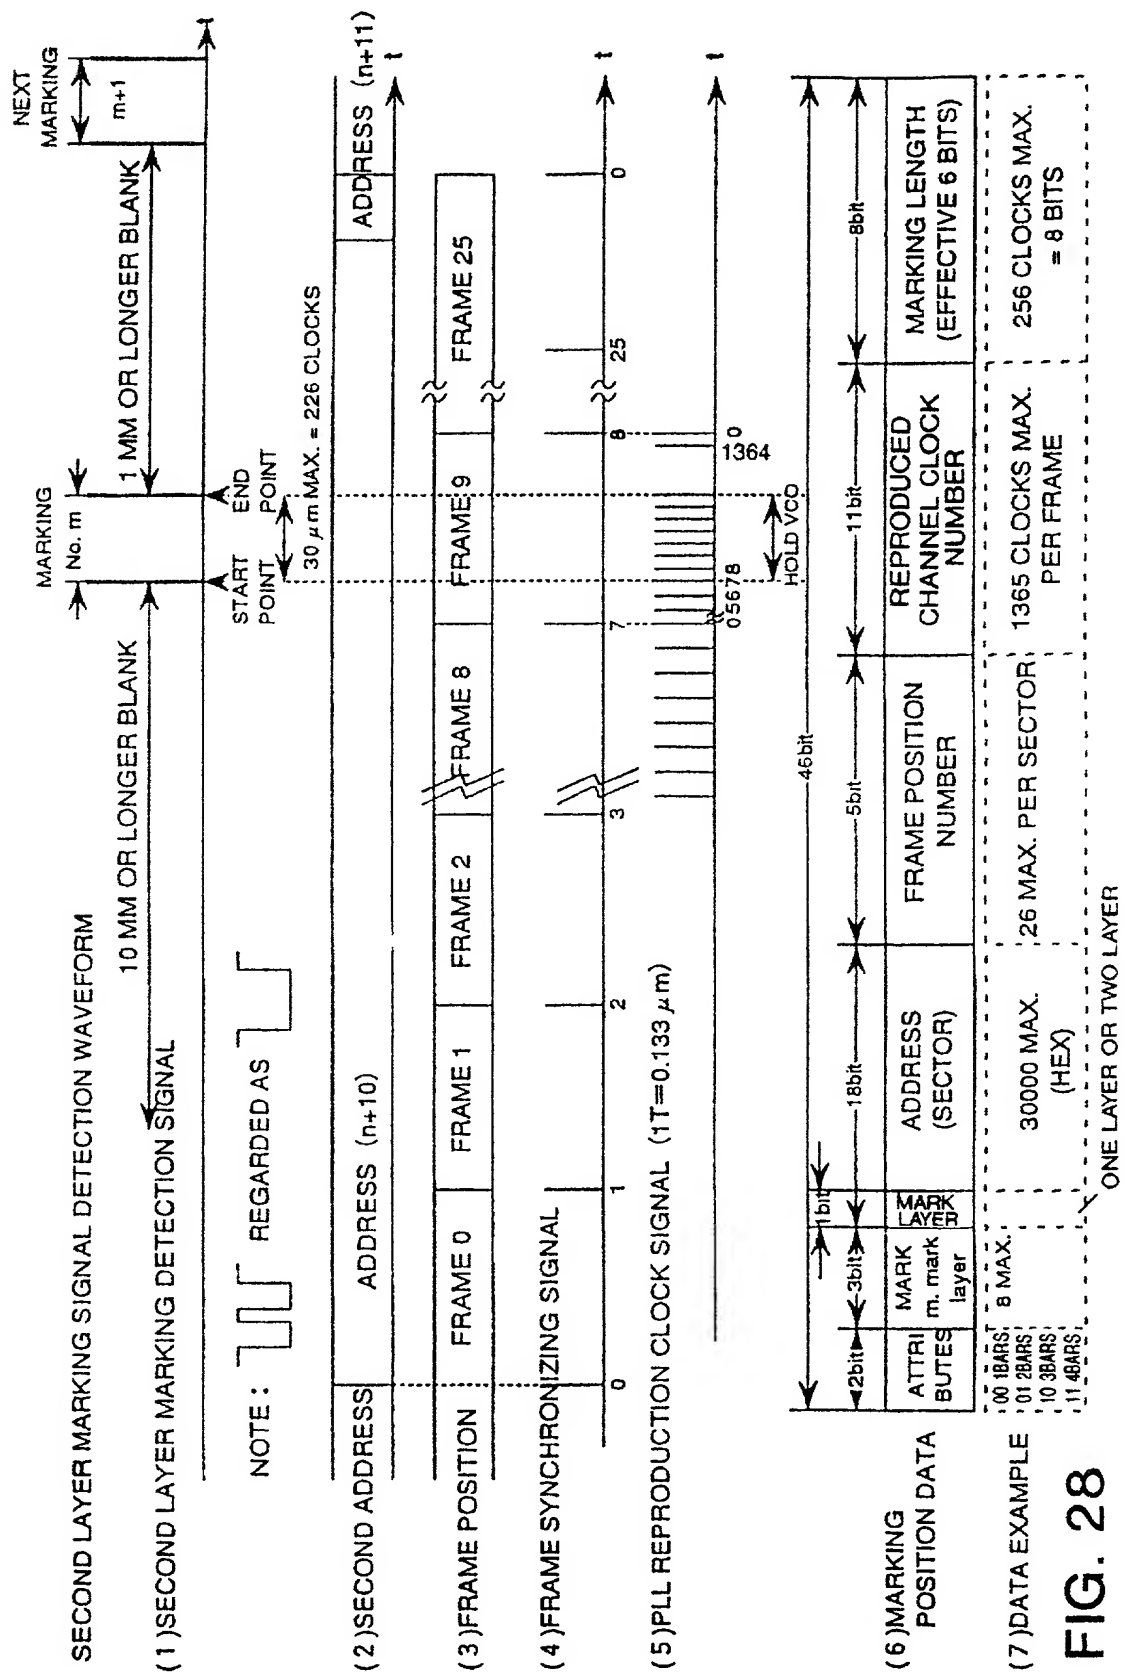 SECOND LAYER MARKING SIGNAL DETECTION WAVEFORM
MARKING
No. m
NEXT
MARKING
m+1
(1)SECOND LAYER MARKING DETECTION SIGNAL
10 MM OR LONGER BLANK
1 MM OR LONGER BLANK
t
START
POINT
END
POINT
NOTE :
REGARDED AS
30 μm MAX. = 226 CLOCKS
(2)SECOND ADDRESS
ADDRESS (n+10)
ADDRESS (n+11)
t
(3)FRAME POSITION
FRAME 0
FRAME 1
FRAME 2
FRAME 8
FRAME 9
FRAME 25
(4)FRAME SYNCHRONIZING SIGNAL
0
1
2
3
7
8
25
0
t
(5)PLL REPRODUCTION CLOCK SIGNAL (1T=0.133 μm)
05678
1364
0
t
HOLD VCO
46bit
2bit
3bit
1bit
18bit
5bit
11bit
8bit
(6)MARKING
POSITION DATA
ATTRI
BUTES
MARK
m. mark
layer
MARK
LAYER
ADDRESS
(SECTOR)
FRAME POSITION
NUMBER
REPRODUCED
CHANNEL CLOCK
NUMBER
MARKING LENGTH
(EFFECTIVE 6 BITS)
(7)DATA EXAMPLE
00 1BARS
01 2BARS
10 3BARS
11 4BARS
8 MAX.
30000 MAX.
(HEX)
26 MAX. PER SECTOR
1365 CLOCKS MAX.
PER FRAME
256 CLOCKS MAX.
= 8 BITS
ONE LAYER OR TWO LAYER
FIG. 28